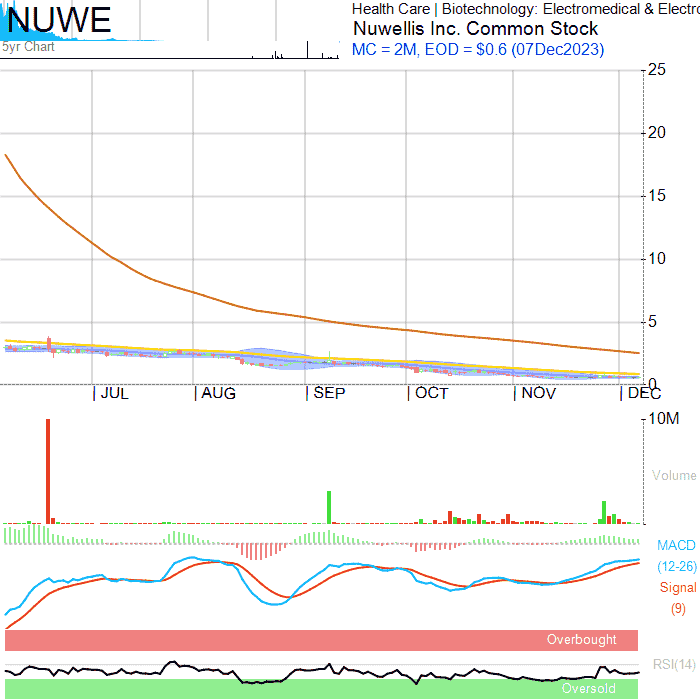 NUWE
Health Care | Biotechnology: Electromedical & Electro
Nuwellis Inc. Common Stock
5yr Chart
MC = 2M, EOD = $0.6 (07Dec2023)
25
20
15
10
5
0
JUL AUG SEP OCT NOV DEC
10M
Volume
MACD
(12-26)
Signal
(9)
Overbought
RSI(14)
Oversold